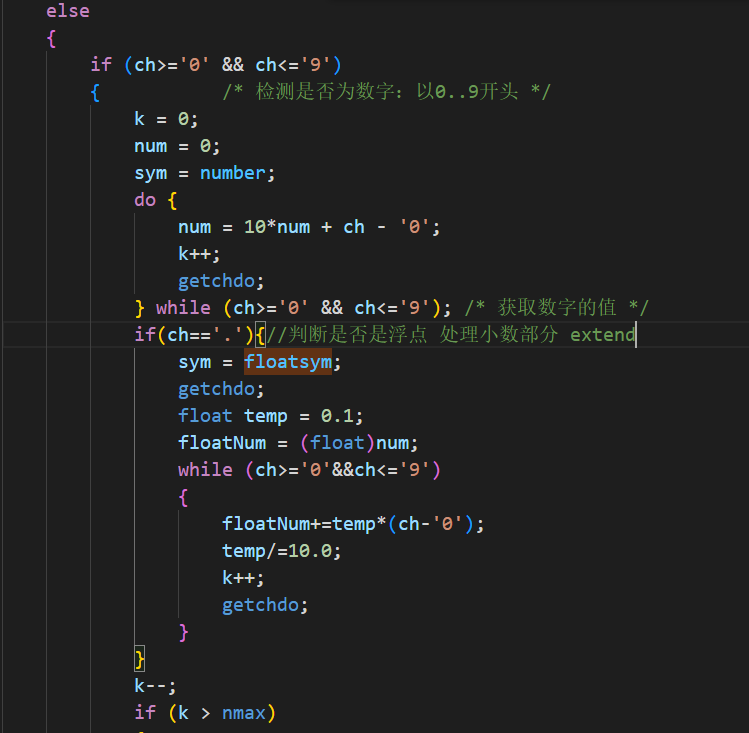 else
{
if (ch>='0' && ch<='9')
{ /* 检测是否为数字：以0..9开头 */
k = 0;
num = 0;
sym = number;
do {
num = 10*num + ch - '0';
k++;
getchdo;
} while (ch>='0' && ch<='9'); /* 获取数字的值 */
if(ch=='.'){//判断是否是浮点 处理小数部分 extend
sym = floatsym;
getchdo;
float temp = 0.1;
floatNum = (float)num;
while (ch>='0'&&ch<='9')
{
floatNum+=temp*(ch-'0');
temp/=10.0;
k++;
getchdo;
}
}
k--;
if (k > nmax)